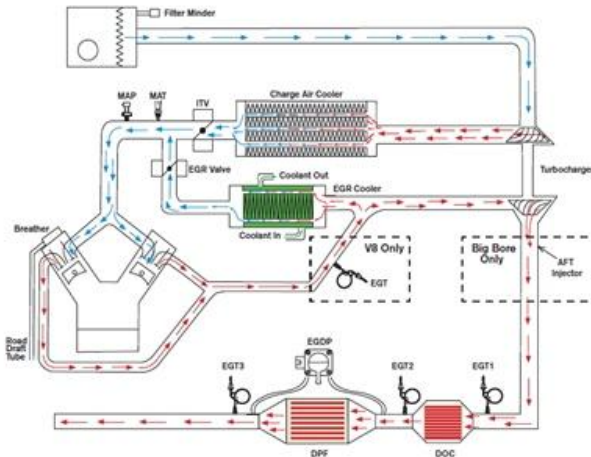 Filter Minder
MAP
MAT
ITV
Charge Air Cooler
EGR Valve
Coolant Out
EGR Cooler
Turbocharger
Coolant In
Breather
V8 Only
Big Bore
Only
EGT
AFT
Injector
Road
Draft
Tube
EGT3
EGDP
EGT2
EGT1
DPF
DOC